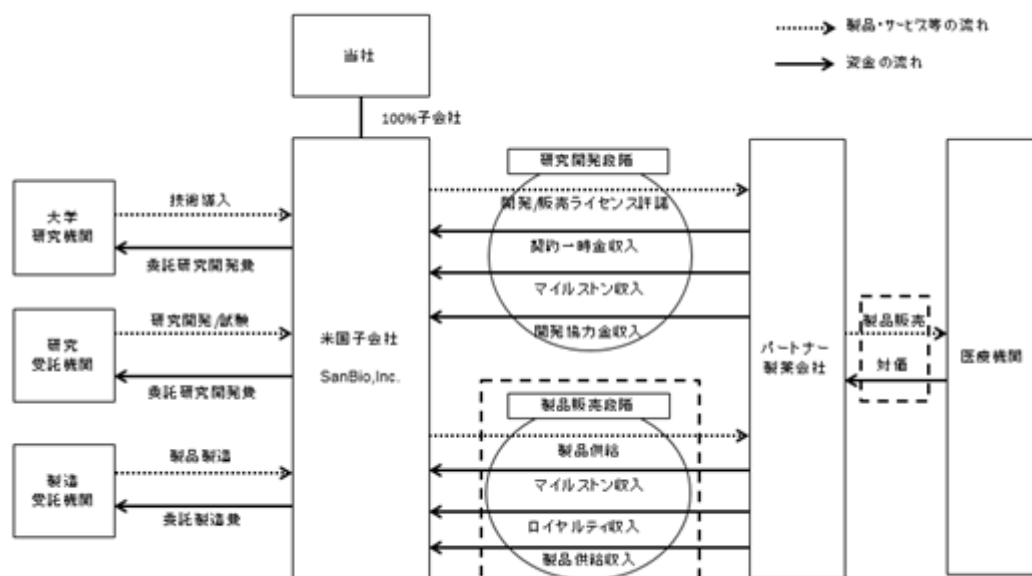 当社
製品・サービス等の流れ
資金の流れ
100%子会社
大学
研究機関
技術導入
委託研究開発費
研究
受託機関
研究開発/試験
委託研究開発費
製造
受託機関
製品製造
委託製造費
米国子会社
SanBio,Inc.
研究開発段階
開発/販売ライセンス許諾
契約一時金収入
マイルストン収入
開発協力金収入
製品販売段階
製品供給
マイルストン収入
ロイヤルティ収入
製品供給収入
パートナー
製薬会社
製品販売
対価
医療機関